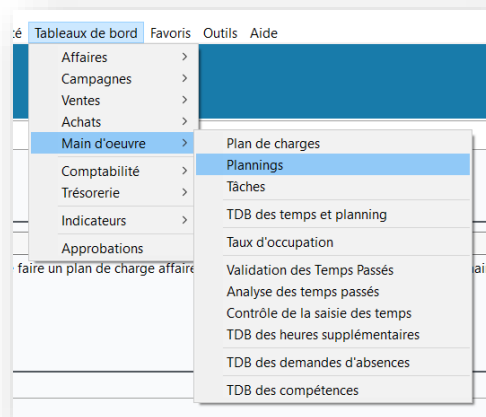 té Tableaux de bord Favoris Outils Aide
Affaires >
Campagnes >
Ventes >
Achats >
Main d'oeuvre >
Comptabilité >
Trésorerie >
Indicateurs >
Approbations
Plan de charges
Plannings
Tâches
TDB des temps et planning
Taux d'occupation
Validation des Temps Passés
Analyse des temps passés
Contrôle de la saisie des temps
TDB des heures supplémentaires
TDB des demandes d'absences
TDB des compétences
faire un plan de charge affaire